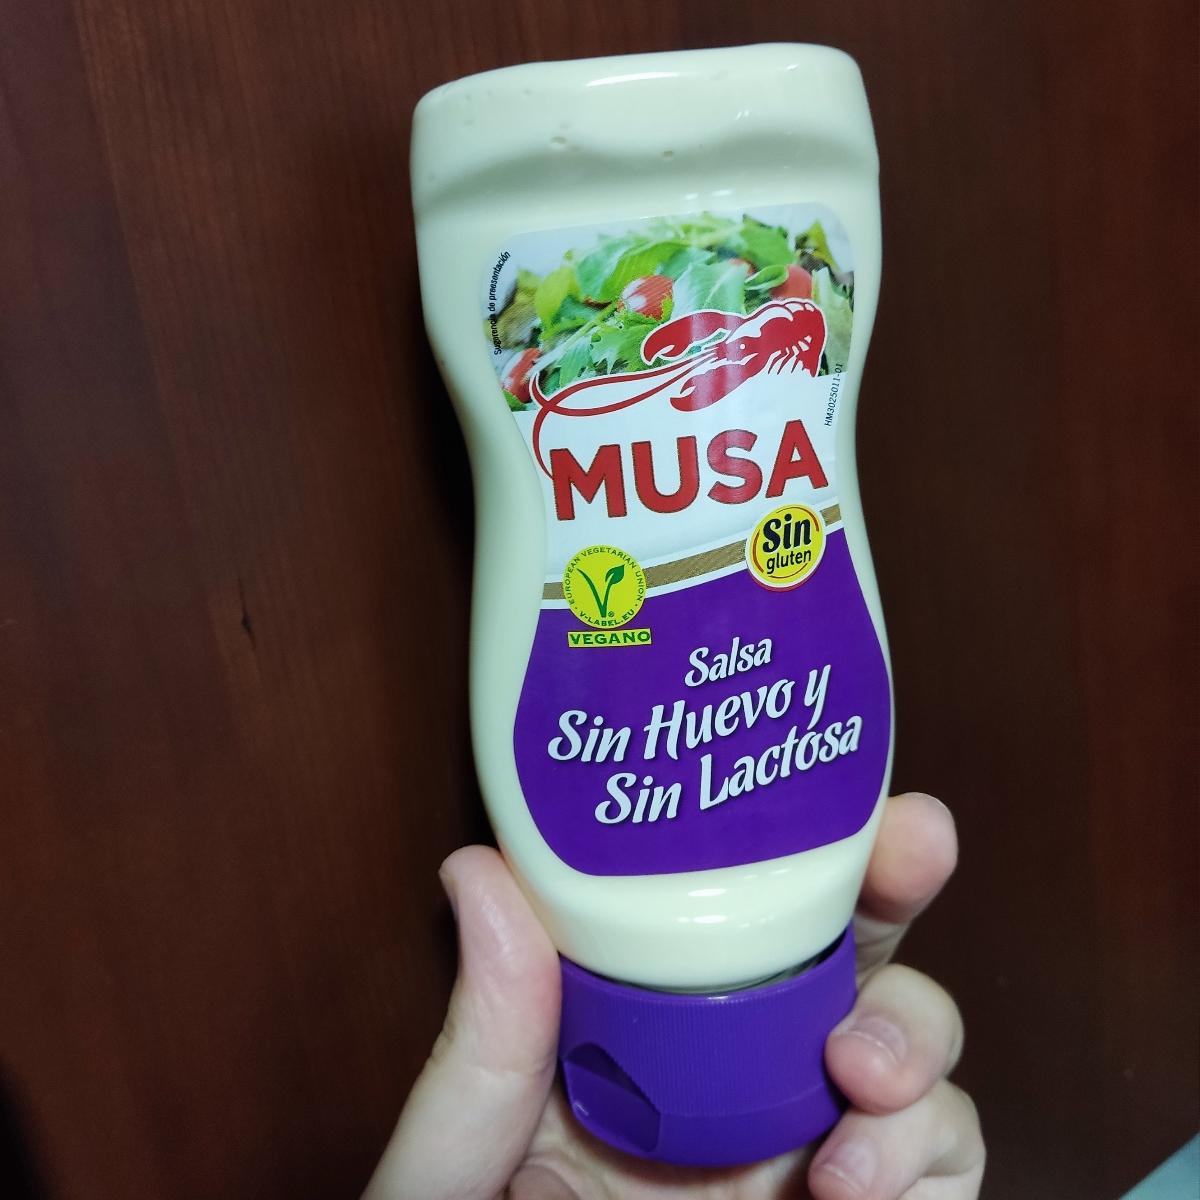 Sugerencia de presentación
HM3025011-01
MUSA
Sin
gluten
EUROPEAN VEGETARIAN UNION
V-LABEL.EU
VEGANO
Salsa
Sin Huevo y
Sin Lactosa